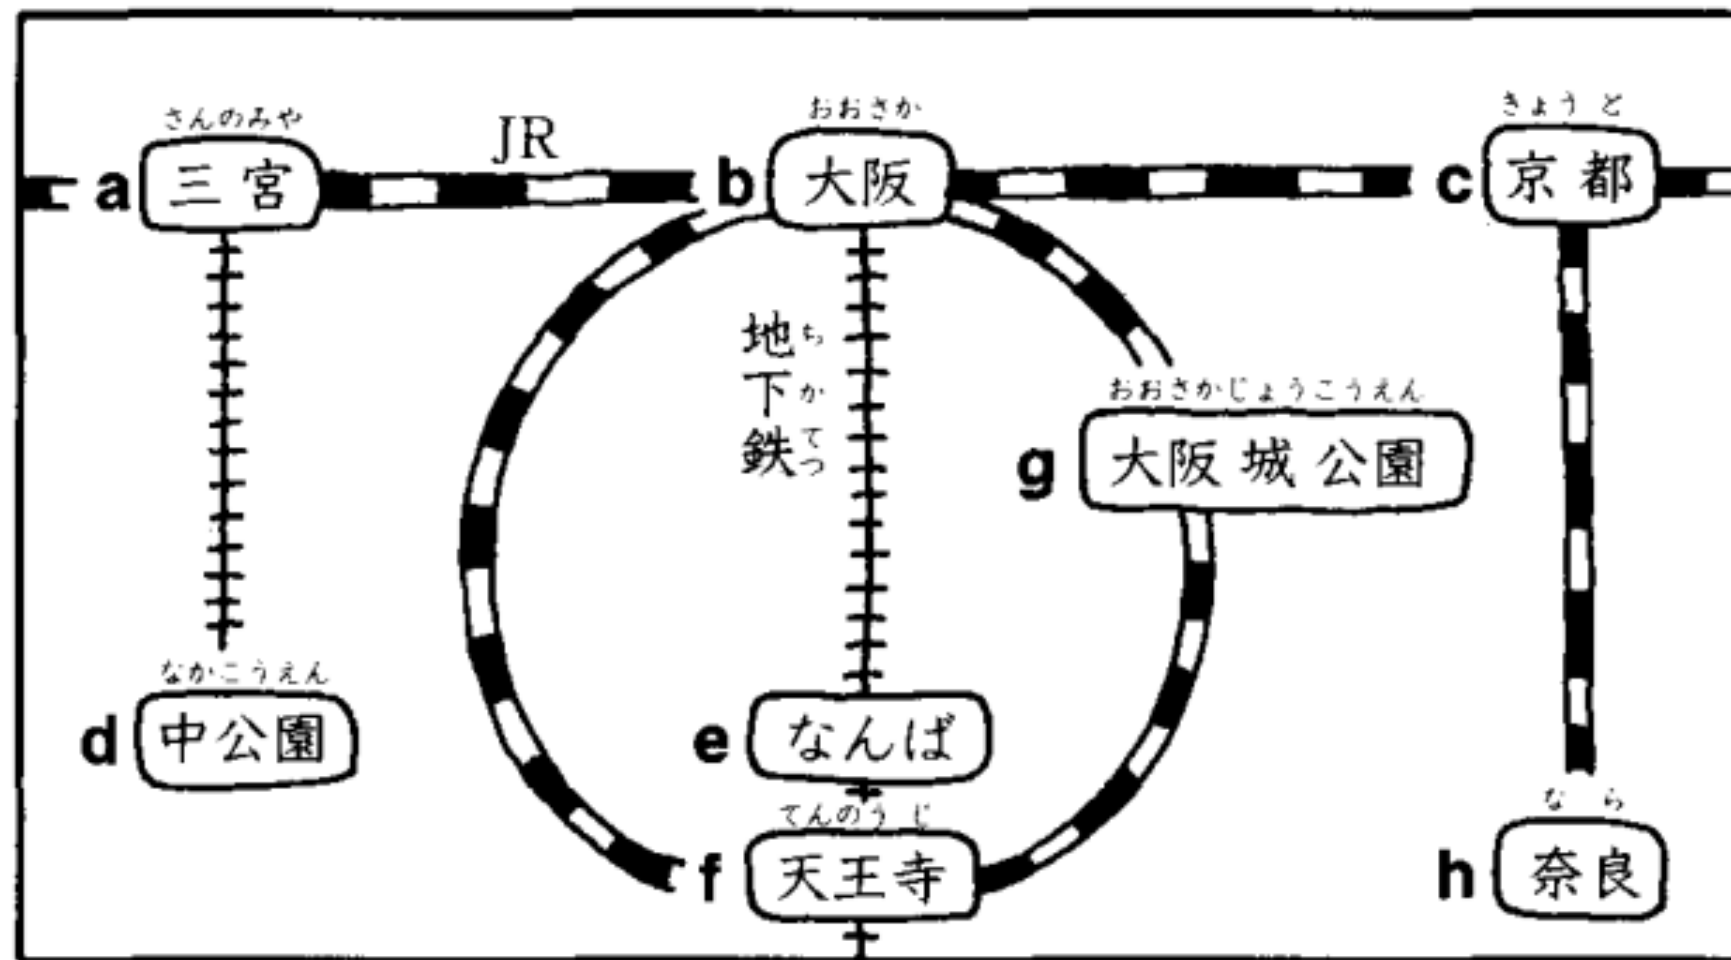 さんのみや
a 三宮
JR
おおさか
b 大阪
きょうと
c 京都
地下鉄
ちかてつ
おおさかじょうこうえん
g 大阪城公園
なかこうえん
d 中公園
e なんば
てんのうじ
f 天王寺
なら
h 奈良